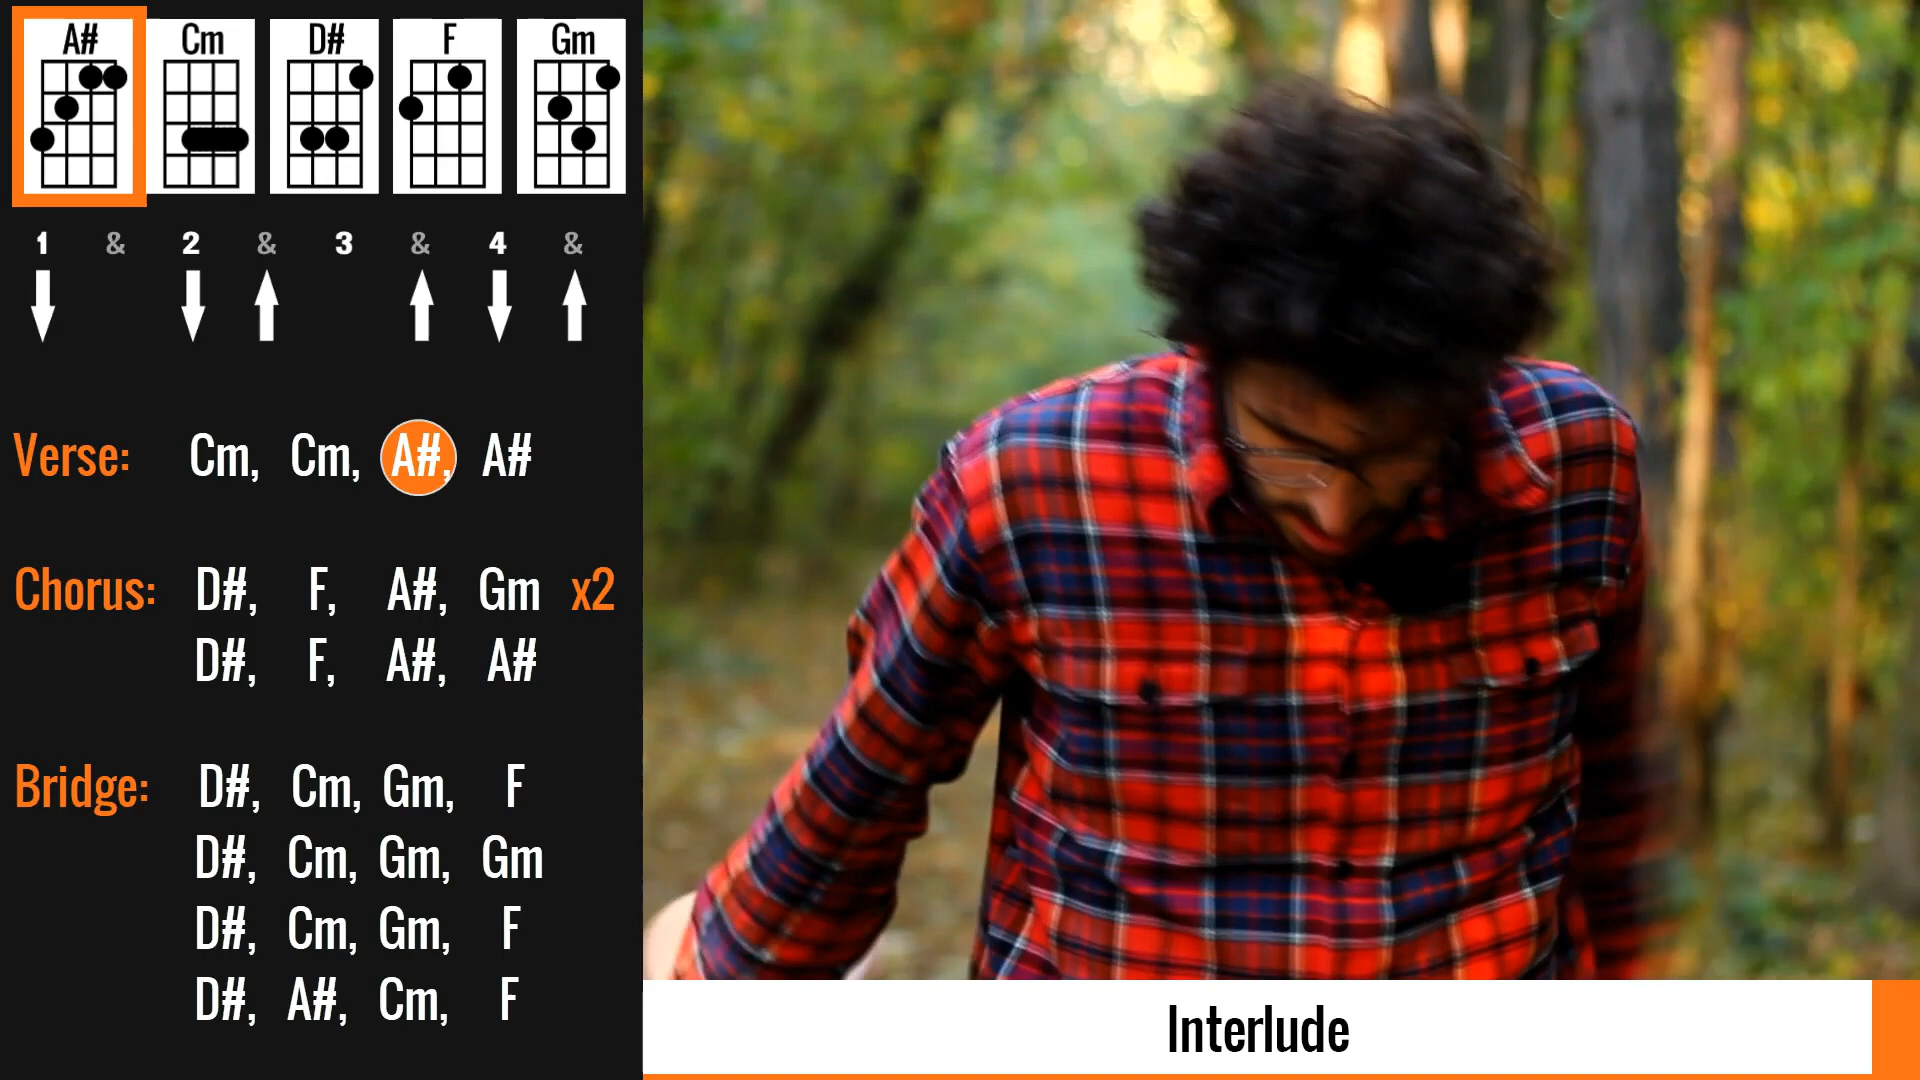 A# Cm D# F Gm
1 & 2 & 3 & 4 &
Verse: Cm, Cm, A#, A#
Chorus: D#, F, A#, Gm x2
D#, F, A#, A#
Bridge: D#, Cm, Gm, F
D#, Cm, Gm, Gm
D#, Cm, Gm, F
D#, A#, Cm, F
Interlude